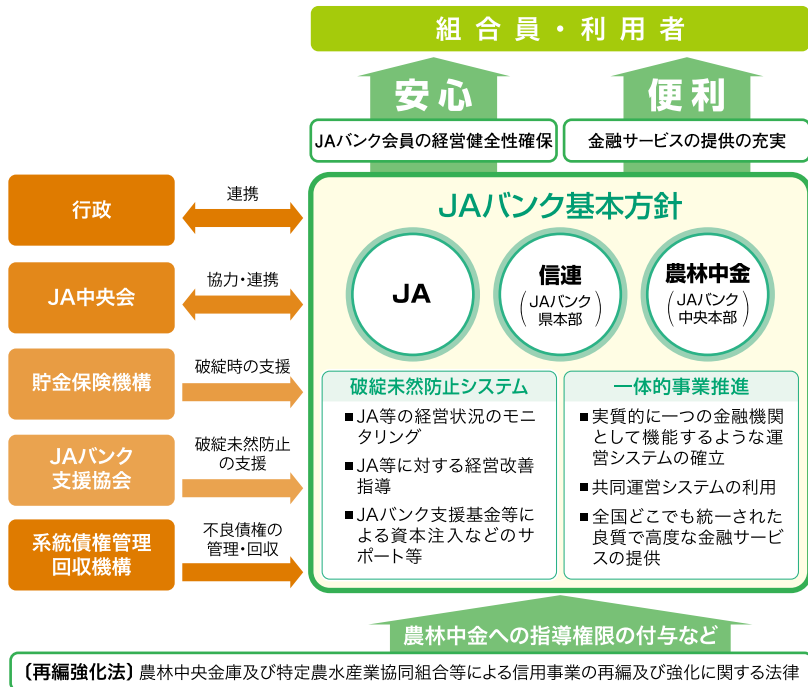 組合員・利用者
安心
便利
JAバンク会員の経営健全性確保
金融サービスの提供の充実
行政
連携
JA中央会
協力・連携
貯金保険機構
破綻時の支援
JAバンク
支援協会
破綻未然防止
の支援
系統債権管理
回収機構
不良債権の
管理・回収
JAバンク基本方針
JA
信連
(JAバンク
県本部)
農林中金
(JAバンク
中央本部)
破綻未然防止システム
■JA等の経営状況のモニ
タリング
■JA等に対する経営改善
指導
■JAバンク支援基金等に
よる資本注入などのサ
ポート等
一体的事業推進
■実質的に一つの金融機関
として機能するような運
営システムの確立
■共同運営システムの利用
■全国どこでも統一された
良質で高度な金融サービ
スの提供
農林中金への指導権限の付与など
〔再編強化法〕農林中央金庫及び特定農水産業協同組合等による信用事業の再編及び強化に関する法律